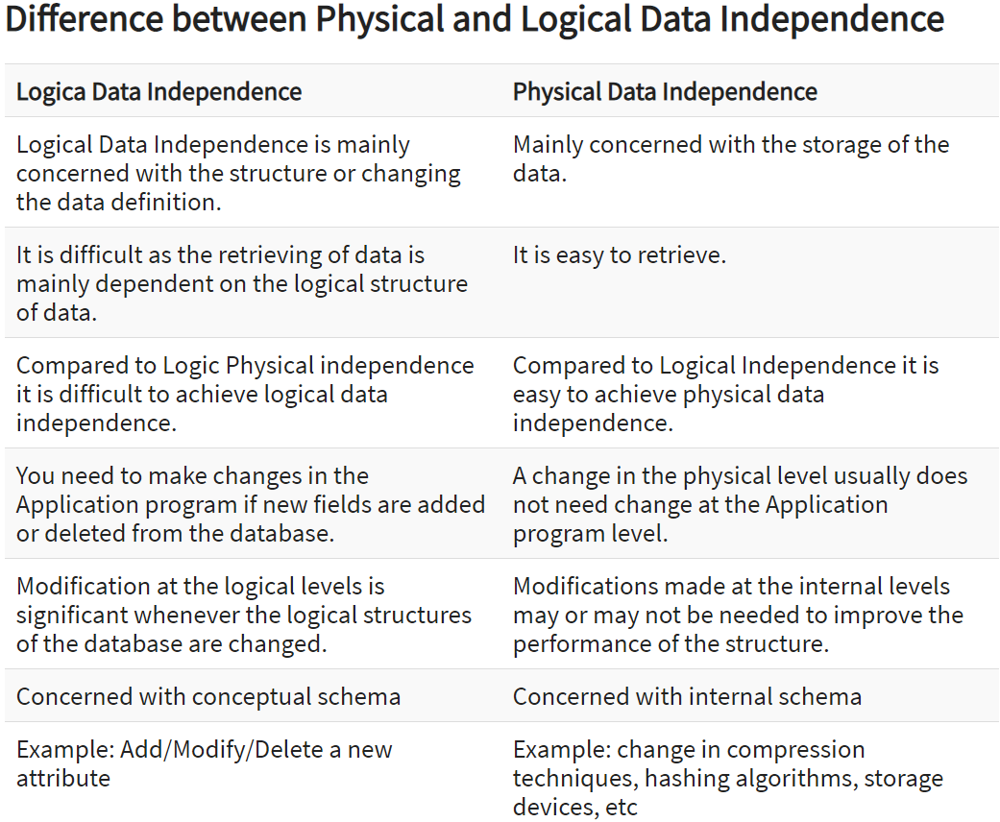 Difference between Physical and Logical Data Independence
Logica Data Independence
Physical Data Independence
Logical Data Independence is mainly
concerned with the structure or changing
the data definition.
Mainly concerned with the storage of the
data.
It is difficult as the retrieving of data is
mainly dependent on the logical structure
of data.
It is easy to retrieve.
Compared to Logic Physical independence
it is difficult to achieve logical data
independence.
Compared to Logical Independence it is
easy to achieve physical data
independence.
You need to make changes in the
Application program if new fields are added
or deleted from the database.
A change in the physical level usually does
not need change at the Application
program level.
Modification at the logical levels is
significant whenever the logical structures
of the database are changed.
Modifications made at the internal levels
may or may not be needed to improve the
performance of the structure.
Concerned with conceptual schema
Concerned with internal schema
Example: Add/Modify/Delete a new
attribute
Example: change in compression
techniques, hashing algorithms, storage
devices, etc